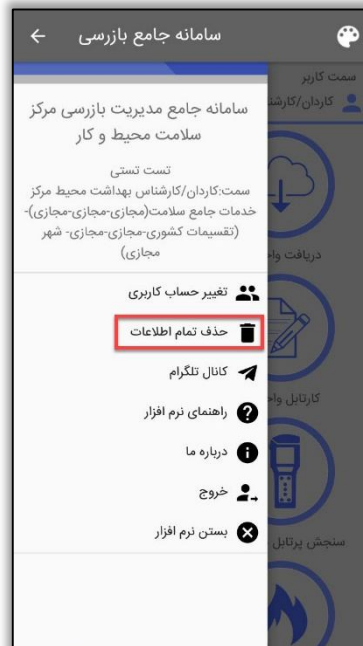 سامانه جامع بازرسی
سمت کاربر
کاردان/کارشنا
سامانه جامع مدیریت بازرسی مرکز
سلامت محیط و کار
تست تستی
سمت:کاردان/کارشناس بهداشت محیط مرکز
خدمات جامع سلامت(مجازی-مجازی-مجازی)-
(تقسیمات کشوری-مجازی-مجازی- شهر
مجازی)
دریافت واح
تغییر حساب کاربری
حذف تمام اطلاعات
کانال تلگرام
کارتابل واح
راهنمای نرم افزار
درباره ما
خروج
بستن نرم افزار
سنجش پرتابل